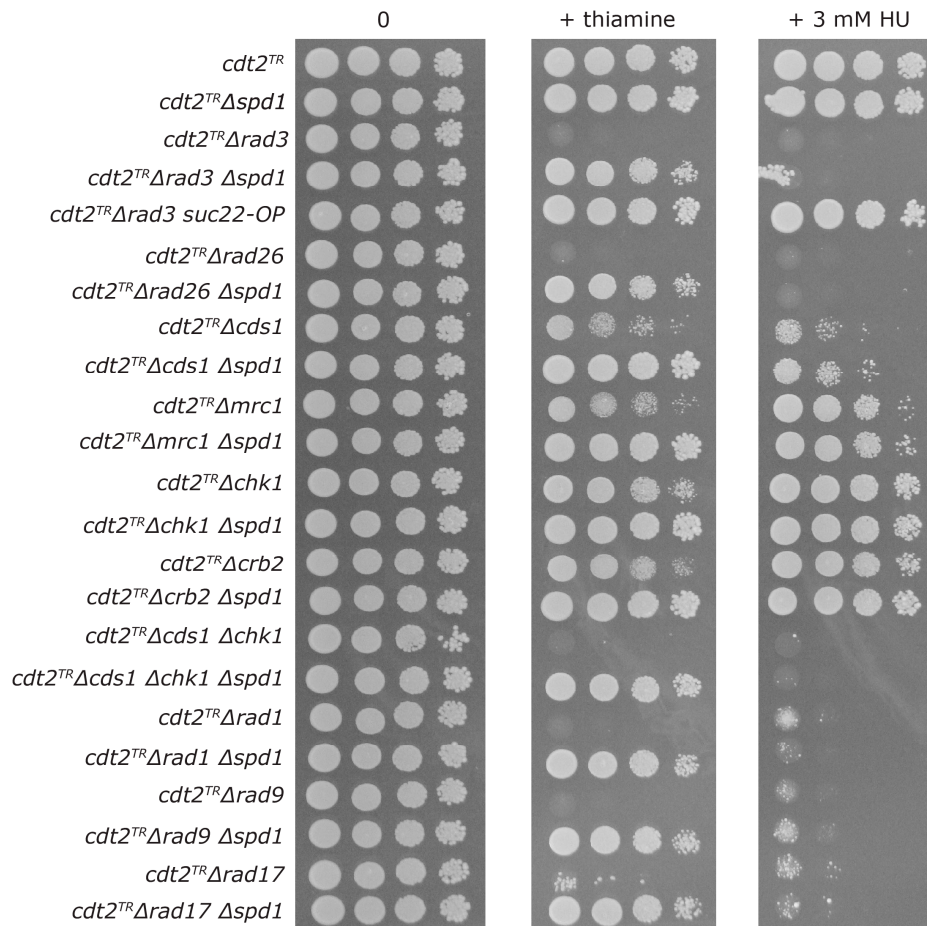 0 + thiamine + 3 mM HU
cdt2TR
cdt2TRΔspd1
cdt2TRΔrad3
cdt2TRΔrad3 Δspd1
cdt2TRΔrad3 suc22-OP
cdt2TRΔrad26
cdt2TRΔrad26 Δspd1
cdt2TRΔcds1
cdt2TRΔcds1 Δspd1
cdt2TRΔmrc1
cdt2TRΔmrc1 Δspd1
cdt2TRΔchk1
cdt2TRΔchk1 Δspd1
cdt2TRΔcrb2
cdt2TRΔcrb2 Δspd1
cdt2TRΔcds1 Δchk1
cdt2TRΔcds1 Δchk1 Δspd1
cdt2TRΔrad1
cdt2TRΔrad1 Δspd1
cdt2TRΔrad9
cdt2TRΔrad9 Δspd1
cdt2TRΔrad17
cdt2TRΔrad17 Δspd1